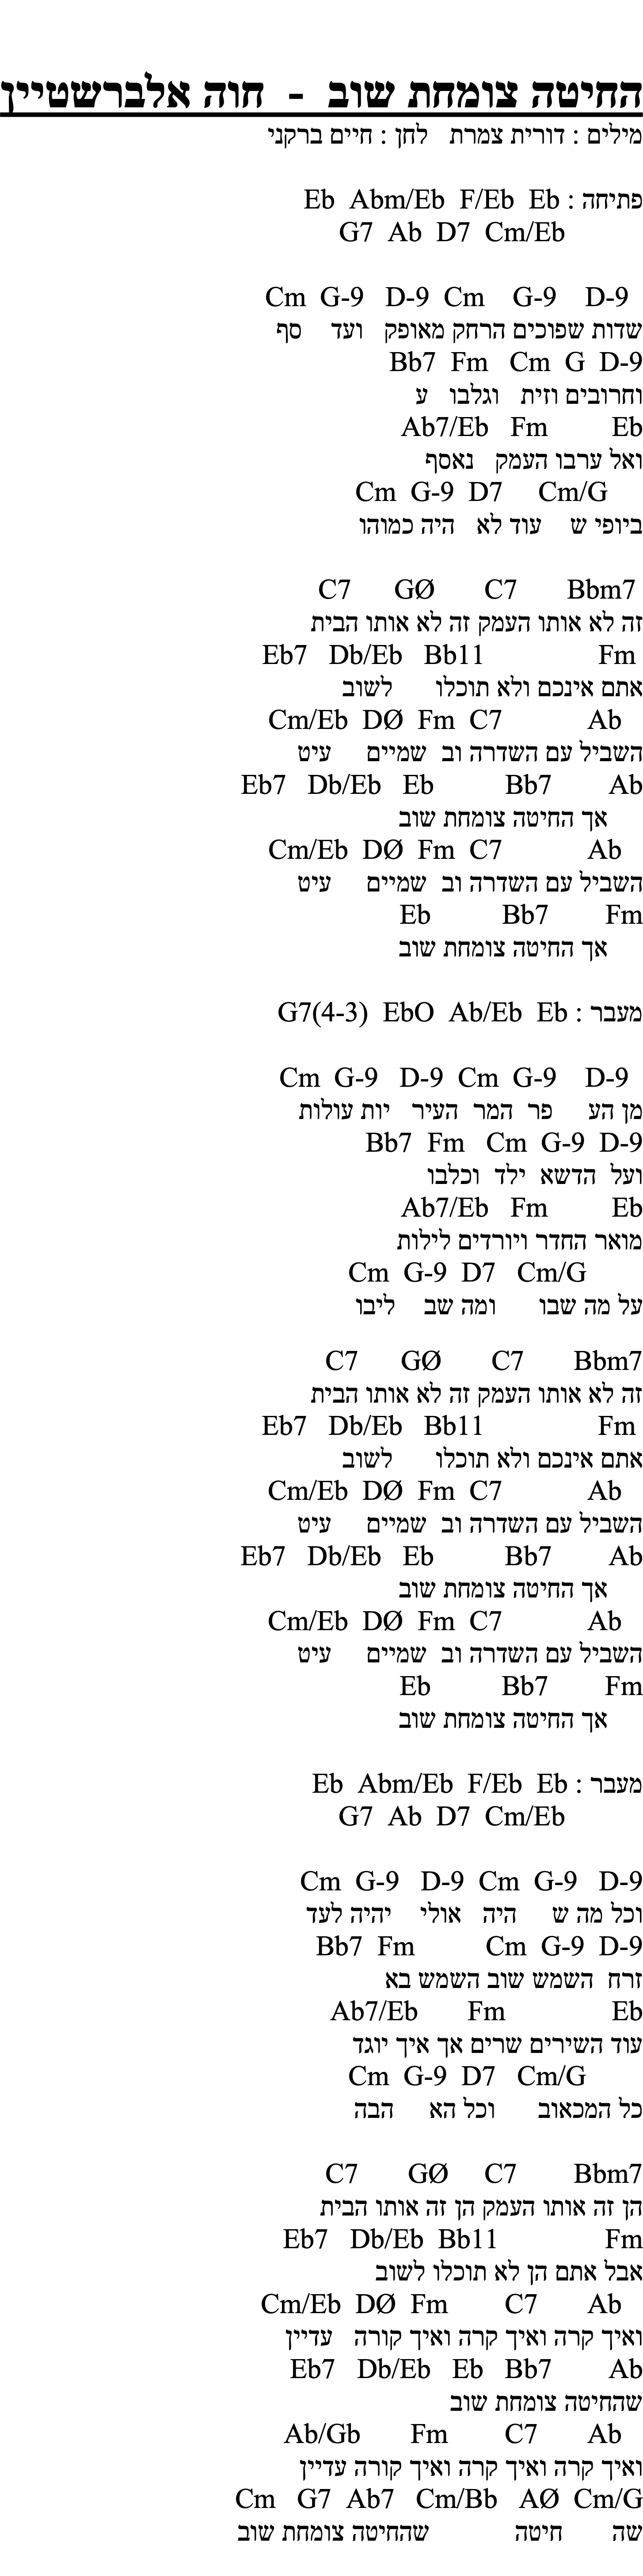 החיטה צומחת שוב - חוה אלברשטיין
מילים : דורית צמרת לחן : חיים ברקני
פתיחה : Eb Abm/Eb F/Eb Eb
G7 Ab D7 Cm/Eb
Cm G-9 D-9 Cm G-9 D-9
שדות שפוכים הרחק מאופק ועד סף
Bb7 Fm Cm G D-9
וחרובים וזית וגלבו ע
Ab7/Eb Fm Eb
ואל ערבו העמק נאסף
Cm G-9 D7 Cm/G
ביופי ש עוד לא היה כמוהו
C7 GØ C7 Bbm7
זה לא אותו העמק זה לא אותו הבית
Eb7 Db/Eb Bb11 Fm
אתם אינכם ולא תוכלו לשוב
Cm/Eb DØ Fm C7 Ab
השביל עם השדרה וב שמיים עיט
Eb7 Db/Eb Eb Bb7 Ab
אך החיטה צומחת שוב
Cm/Eb DØ Fm C7 Ab
השביל עם השדרה וב שמיים עיט
Eb Bb7 Fm
אך החיטה צומחת שוב
מעבר : G7(4-3) EbO Ab/Eb Eb
Cm G-9 D-9 Cm G-9 D-9
מן הע פר המר העיר יות עולות
Bb7 Fm Cm G-9 D-9
ועל הדשא ילד וכלבו
Ab7/Eb Fm Eb
מואר החדר ויורדים לילות
Cm G-9 D7 Cm/G
על מה שבו ומה שב ליבו
C7 GØ C7 Bbm7
זה לא אותו העמק זה לא אותו הבית
Eb7 Db/Eb Bb11 Fm
אתם אינכם ולא תוכלו לשוב
Cm/Eb DØ Fm C7 Ab
השביל עם השדרה וב שמיים עיט
Eb7 Db/Eb Eb Bb7 Ab
אך החיטה צומחת שוב
Cm/Eb DØ Fm C7 Ab
השביל עם השדרה וב שמיים עיט
Eb Bb7 Fm
אך החיטה צומחת שוב
מעבר : Eb Abm/Eb F/Eb Eb
G7 Ab D7 Cm/Eb
Cm G-9 D-9 Cm G-9 D-9
וכל מה ש היה אולי יהיה לעד
Bb7 Fm Cm G-9 D-9
זרח השמש שוב השמש בא
Ab7/Eb Fm Eb
עוד השירים שרים אך איך יוגד
Cm G-9 D7 Cm/G
כל המכאוב וכל הא הבה
C7 GØ C7 Bbm7
הן זה אותו העמק הן זה אותו הבית
Eb7 Db/Eb Bb11 Fm
אבל אתם הן לא תוכלו לשוב
Cm/Eb DØ Fm C7 Ab
ואיך קרה ואיך קרה ואיך קורה עדיין
Eb7 Db/Eb Eb Bb7 Ab
שהחיטה צומחת שוב
Ab/Gb Fm C7 Ab
ואיך קרה ואיך קרה ואיך קורה עדיין
Cm G7 Ab7 Cm/Bb AØ Cm/G
שה חיטה שהחיטה צומחת שוב